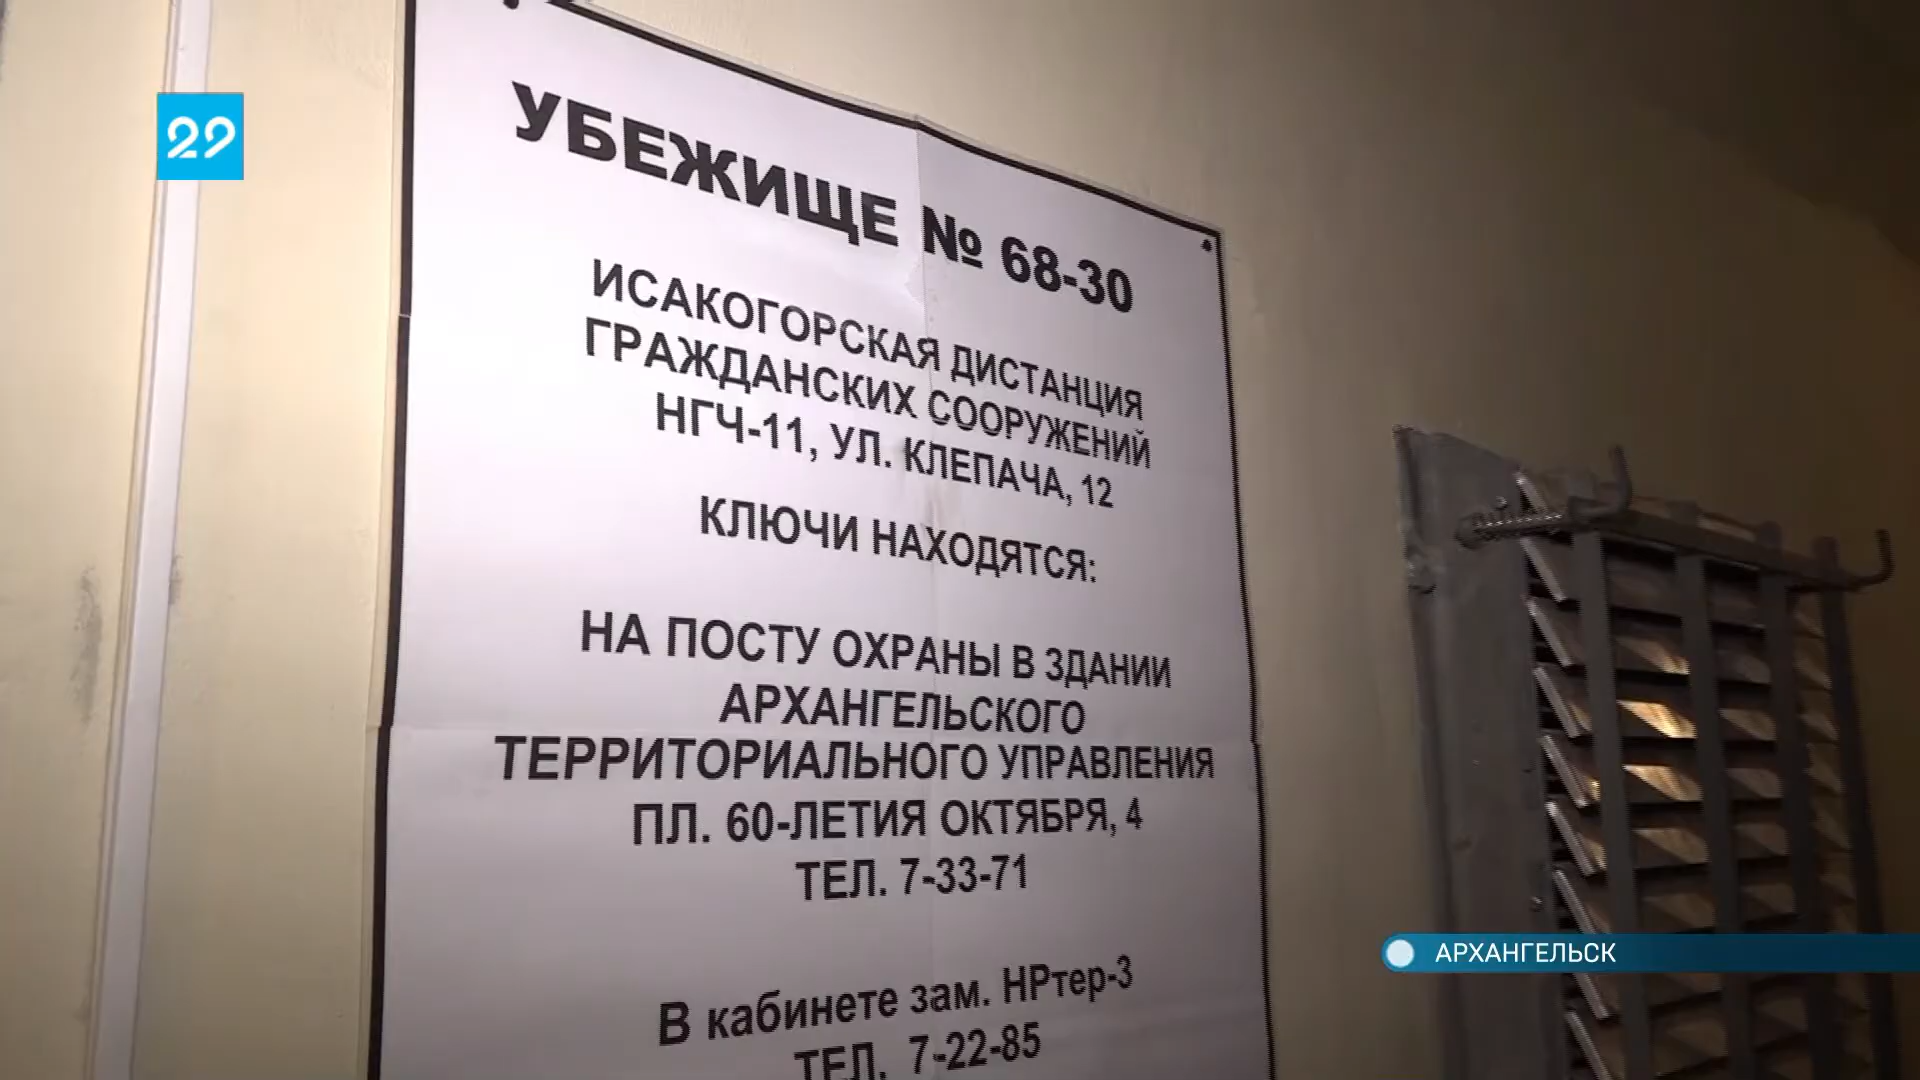 29
УБЕЖИЩЕ № 68-30
ИСАКОГОРСКАЯ ДИСТАНЦИЯ
ГРАЖДАНСКИХ СООРУЖЕНИЙ
НГЧ-11, УЛ. КЛЕПАЧА, 12
КЛЮЧИ НАХОДЯТСЯ:
НА ПОСТУ ОХРАНЫ В ЗДАНИИ
АРХАНГЕЛЬСКОГО
ТЕРРИТОРИАЛЬНОГО УПРАВЛЕНИЯ
ПЛ. 60-ЛЕТИЯ ОКТЯБРЯ, 4
ТЕЛ. 7-33-71
В кабинете зам. НРтер-3
ТЕЛ. 7-22-85
АРХАНГЕЛЬСК